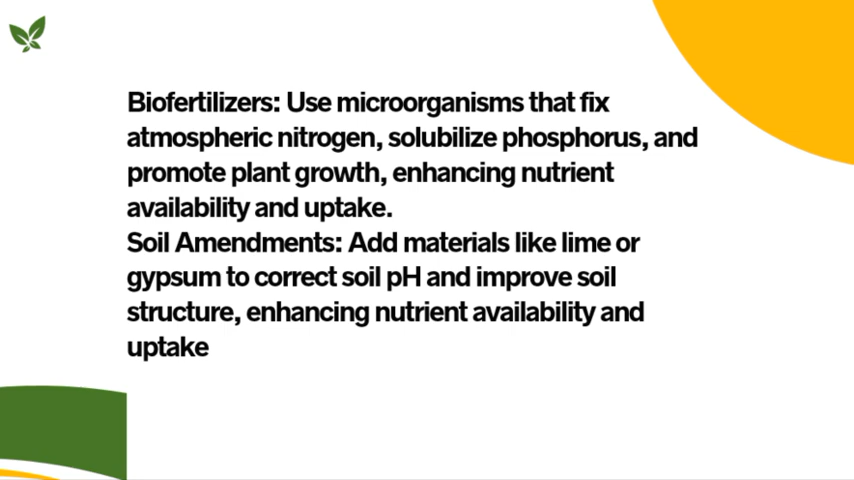 Biofertilizers: Use microorganisms that fix
atmospheric nitrogen, solubilize phosphorus, and
promote plant growth, enhancing nutrient
availability and uptake.
Soil Amendments: Add materials like lime or
gypsum to correct soil pH and improve soil
structure, enhancing nutrient availability and
uptake